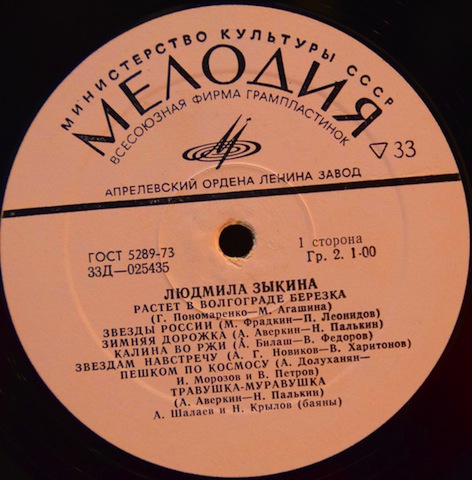 МИНИСТЕРСТВО КУЛЬТУРЫ СССР
МЕЛОДИЯ
ВСЕСОЮЗНАЯ ФИРМА ГРАМПЛАСТИНОК
33
АПРЕЛЕВСКИЙ ОРДЕНА ЛЕНИНА ЗАВОД
ГОСТ 5289-73
33Д—025435
1 сторона
Гр. 2. 1-00
ЛЮДМИЛА ЗЫКИНА
РАСТЕТ В ВОЛГОГРАДЕ БЕРЕЗКА
(Г. Пономаренко—М. Агашина)
ЗВЕЗДЫ РОССИИ (М. Фрадкин—П. Леонидов)
ЗИМНЯЯ ДОРОЖКА (А. Аверкин—Н. Палькин)
КАЛИНА ВО РЖИ (А. Билаш—В. Федоров)
ЗВЕЗДАМ НАВСТРЕЧУ (А. Г. Новиков—В. Харитонов)
ПЕШКОМ ПО КОСМОСУ (А. Долуханян—
И. Морозов и В. Петров)
ТРАВУШКА-МУРАВУШКА
(А. Аверкин—Н. Палькин)
А. Шалаев и Н. Крылов (баяны)